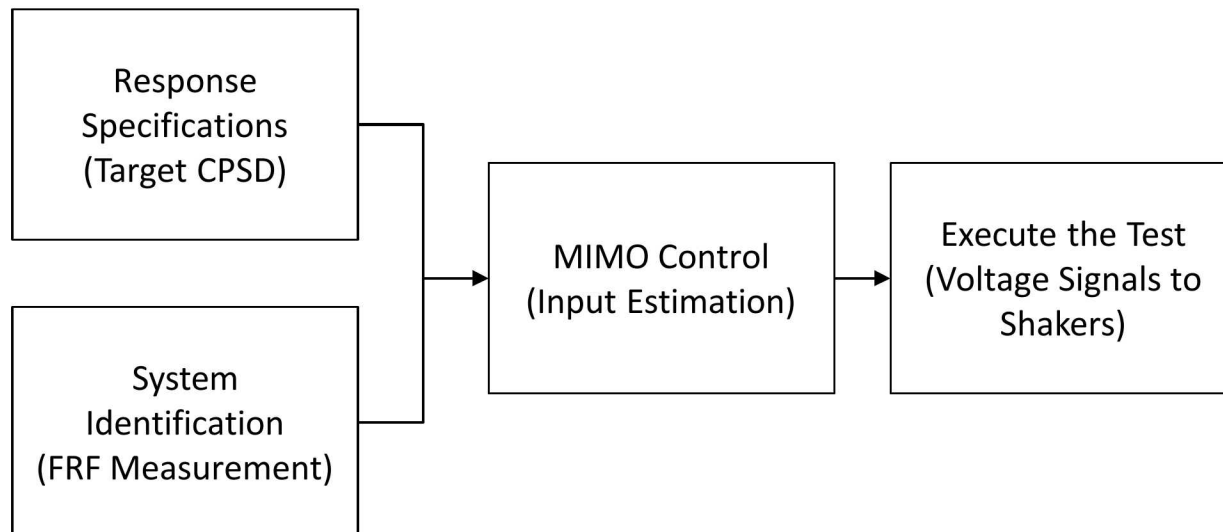 Response
Specifications
(Target CPSD)
System
Identification
(FRF Measurement)
MIMO Control
(Input Estimation)
Execute the Test
(Voltage Signals to
Shakers)